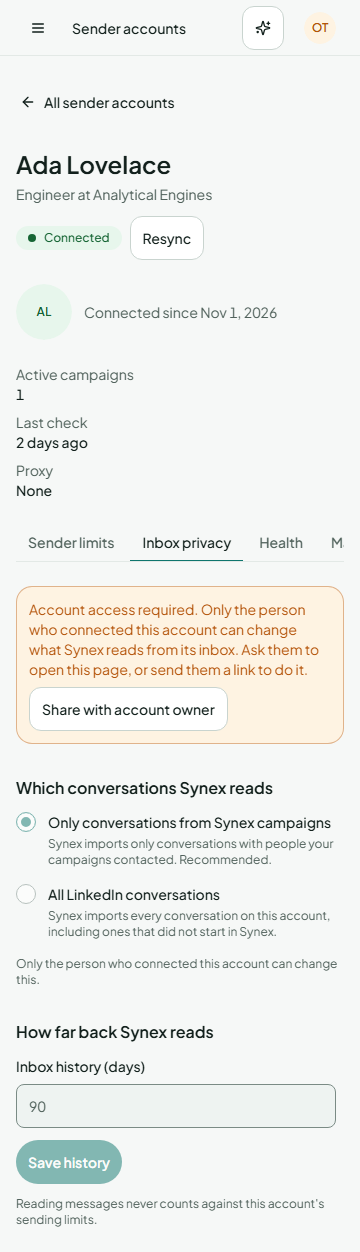 Sender accounts
OT
All sender accounts
Ada Lovelace
Engineer at Analytical Engines
Connected
Resync
AL
Connected since Nov 1, 2026
Active campaigns
1
Last check
2 days ago
Proxy
None
Sender limits
Inbox privacy
Health
Account access required. Only the person
who connected this account can change
what Synex reads from its inbox. Ask them to
open this page, or send them a link to do it.
Share with account owner
Which conversations Synex reads
Only conversations from Synex campaigns
Synex imports only conversations with people your
campaigns contacted. Recommended.
All LinkedIn conversations
Synex imports every conversation on this account,
including ones that did not start in Synex.
Only the person who connected this account can change
this.
How far back Synex reads
Inbox history (days)
90
Save history
Reading messages never counts against this account's
sending limits.